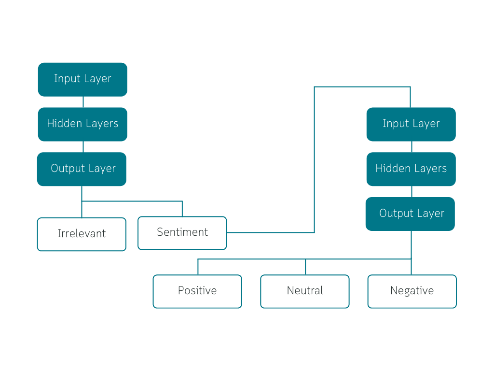 Input Layer
Hidden Layers
Output Layer
Irrelevant
Sentiment
Input Layer
Hidden Layers
Output Layer
Positive
Neutral
Negative